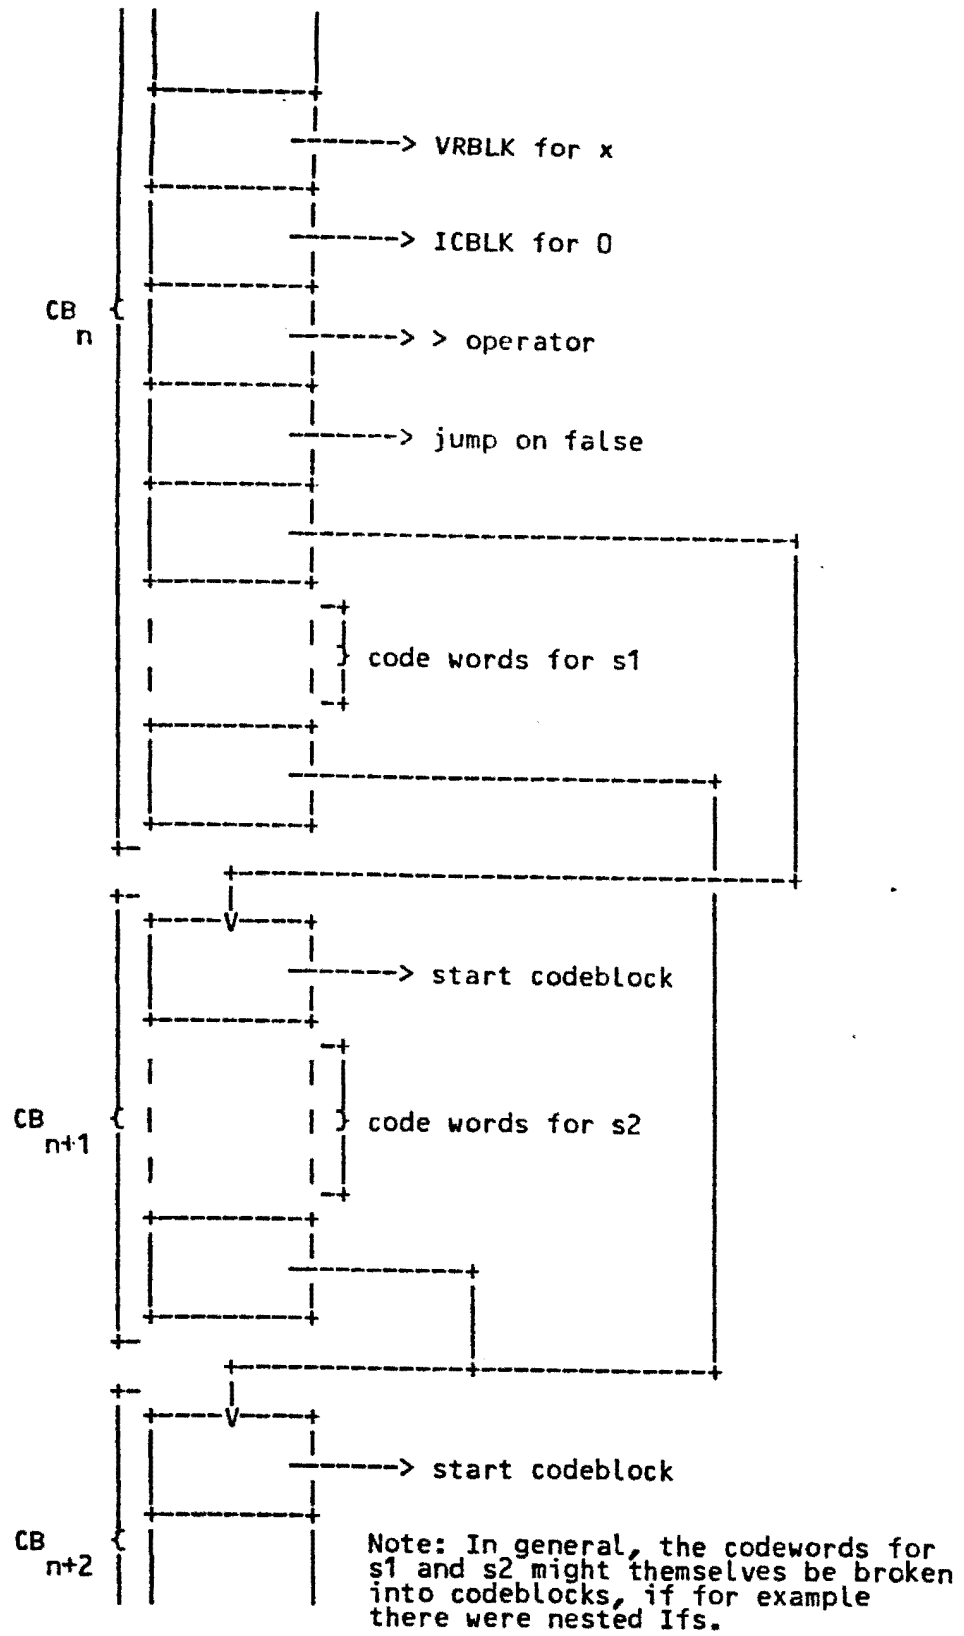 VRBLK for x
ICBLK for 0
CB
n
> operator
jump on false
code words for s1
start codeblock
CB
n+1
code words for s2
start codeblock
CB
n+2
Note: In general, the codewords for
s1 and s2 might themselves be broken
into codeblocks, if for example
there were nested Ifs.